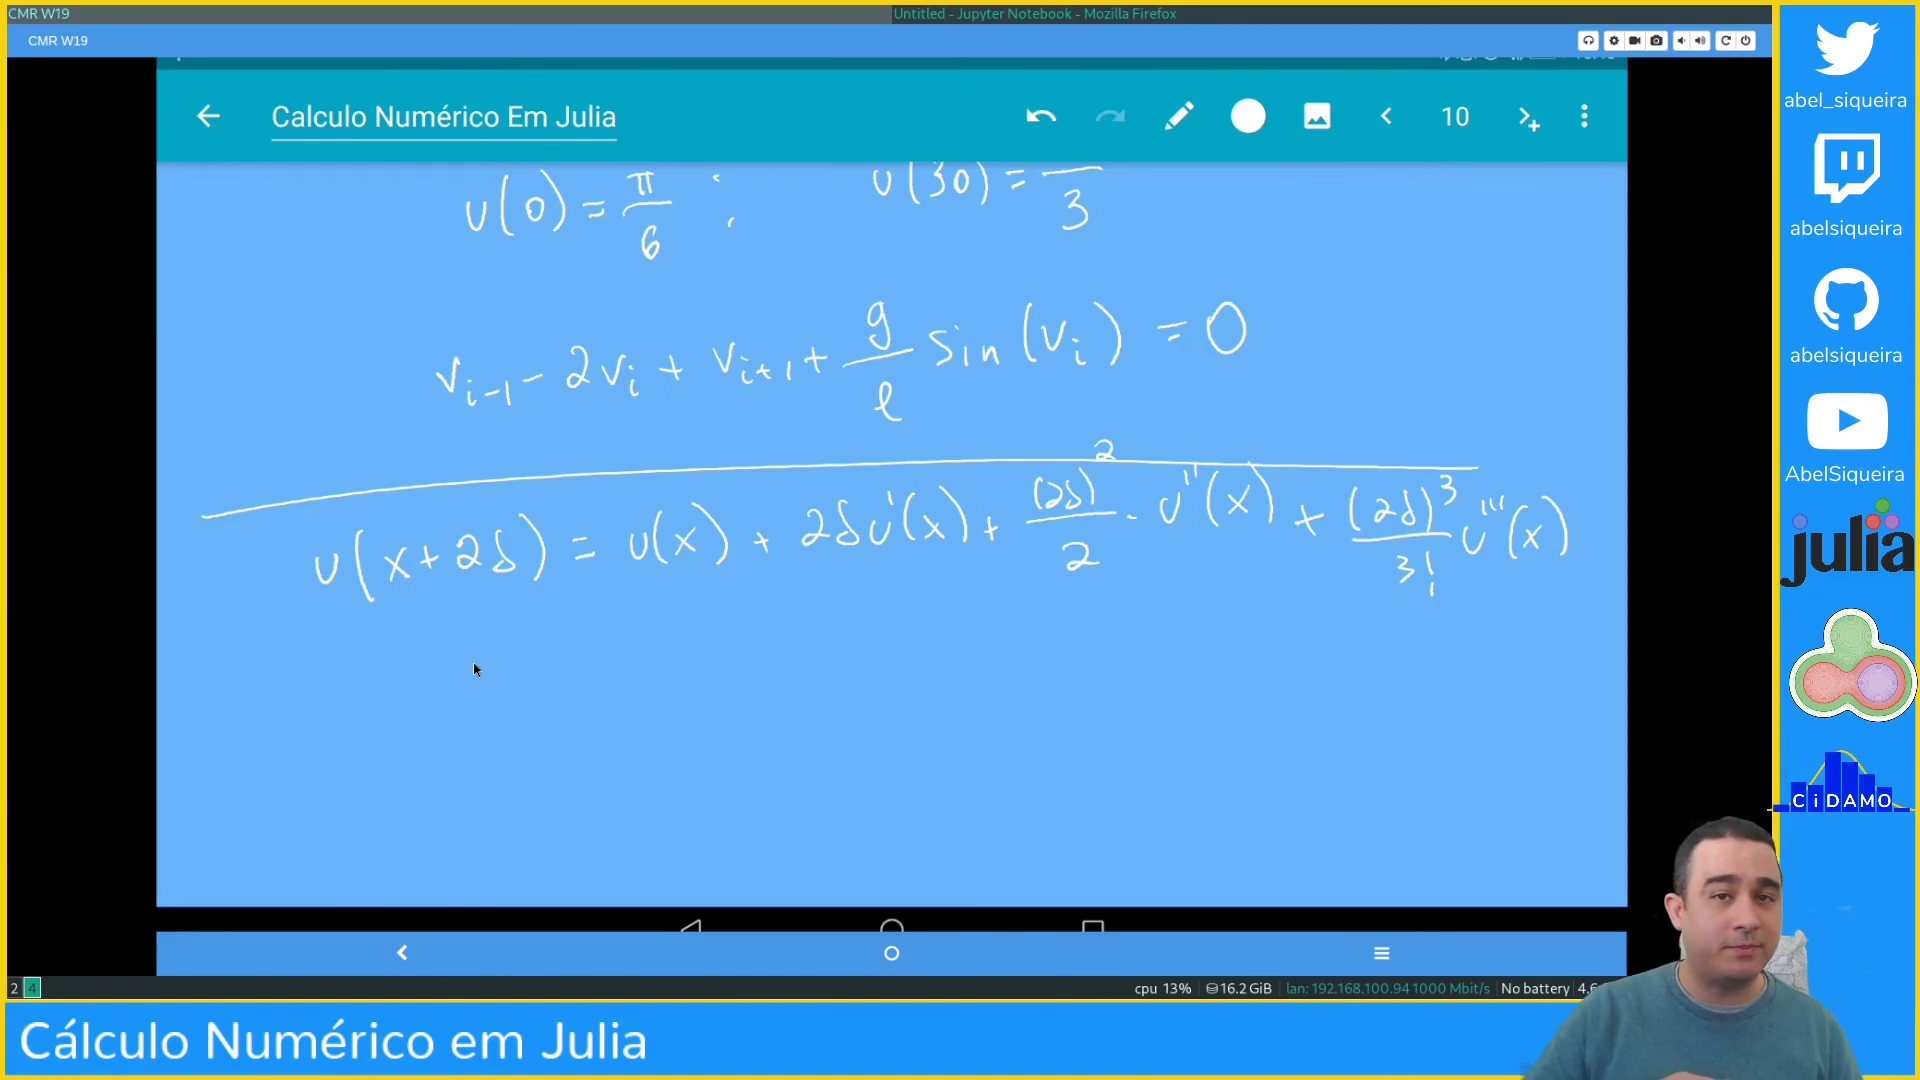 CMR W19
Untitled - Jupyter Notebook - Mozilla Firefox
CMR W19
Calculo Numérico Em Julia
10
u(0) = π/6 ; u(30) = /3
v_{i-1} - 2v_i + v_{i+1} + g/ℓ sin(v_i) = 0
u(x+2δ) = u(x) + 2δu'(x) + (2δ)²/2 · u''(x) + (2δ)³/3! u'''(x)
2 4
cpu 13% 16.2 GiB lan: 192.168.100.94 1000 Mbit/s No battery
Cálculo Numérico em Julia
abel_siqueira
abelsiqueira
abelsiqueira
AbelSiqueira
julia
CiDAMO